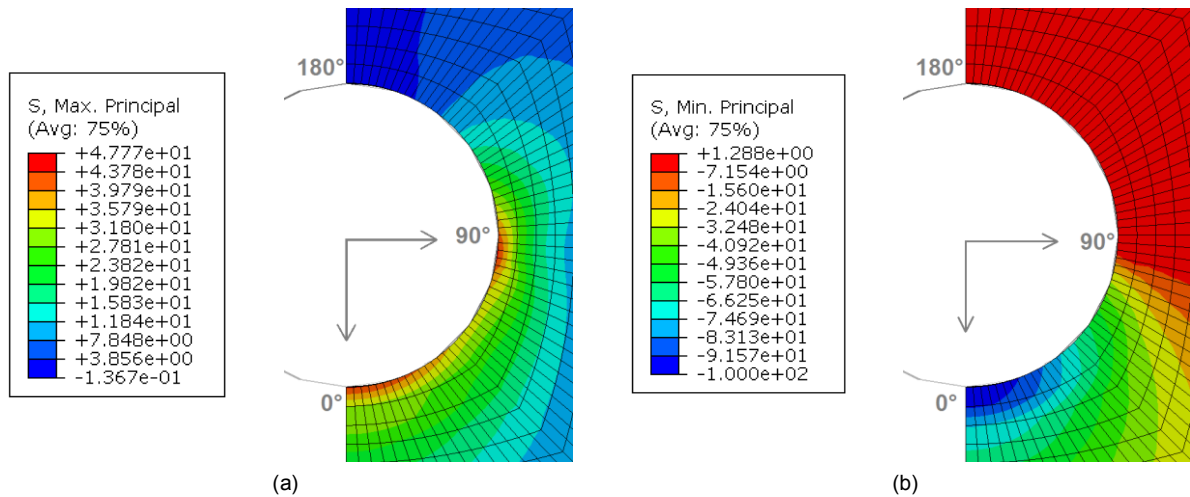 S, Max. Principal
(Avg: 75%)
+4.777e+01
+4.378e+01
+3.979e+01
+3.579e+01
+3.180e+01
+2.781e+01
+2.382e+01
+1.982e+01
+1.583e+01
+1.184e+01
+7.848e+00
+3.856e+00
-1.367e-01
180°
90°
0°
(a)
S, Min. Principal
(Avg: 75%)
+1.288e+00
-7.154e+00
-1.560e+01
-2.404e+01
-3.248e+01
-4.092e+01
-4.936e+01
-5.780e+01
-6.625e+01
-7.469e+01
-8.313e+01
-9.157e+01
-1.000e+02
180°
90°
0°
(b)